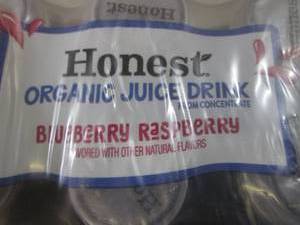 Honest
Honest
ORGANIC JUICE DRINK
FROM CONCENTRATE
BLUEBERRY RASPBERRY
FLAVORED WITH OTHER NATURAL FLAVORS